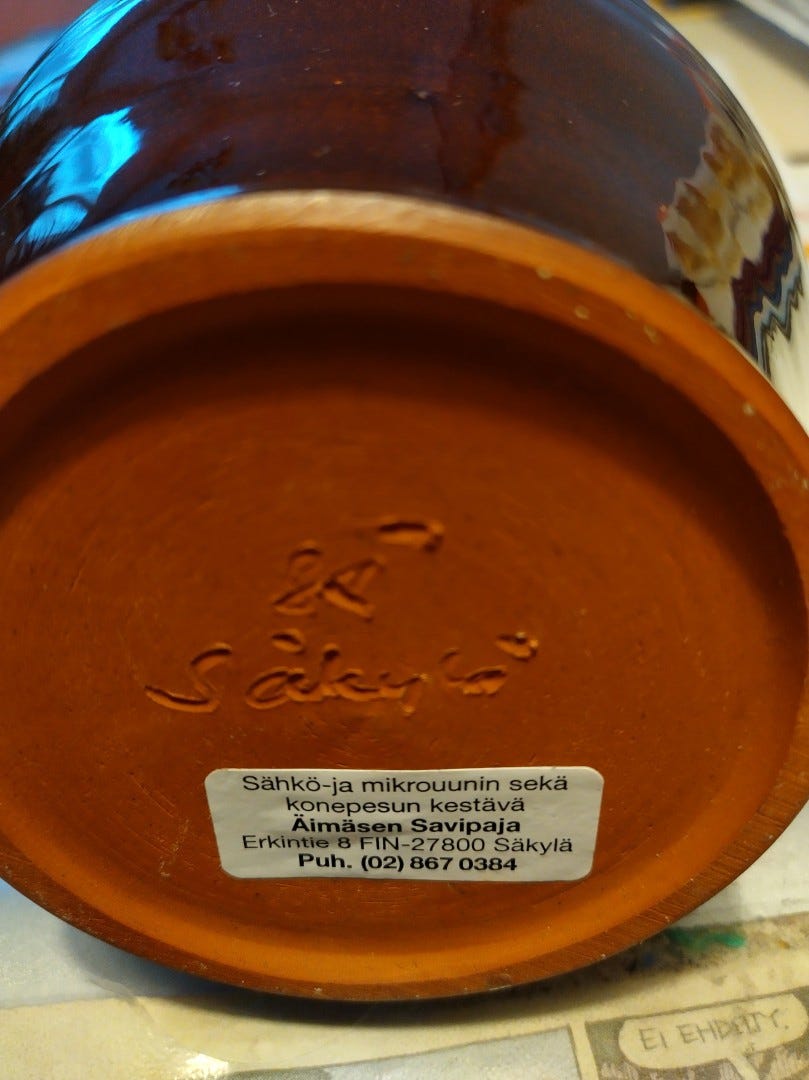 Säkylä
Sähkö-ja mikrouunin sekä
konepesun kestävä
Äimäsen Savipaja
Erkintie 8 FIN-27800 Säkylä
Puh. (02) 867 0384
EI EHDITTY.